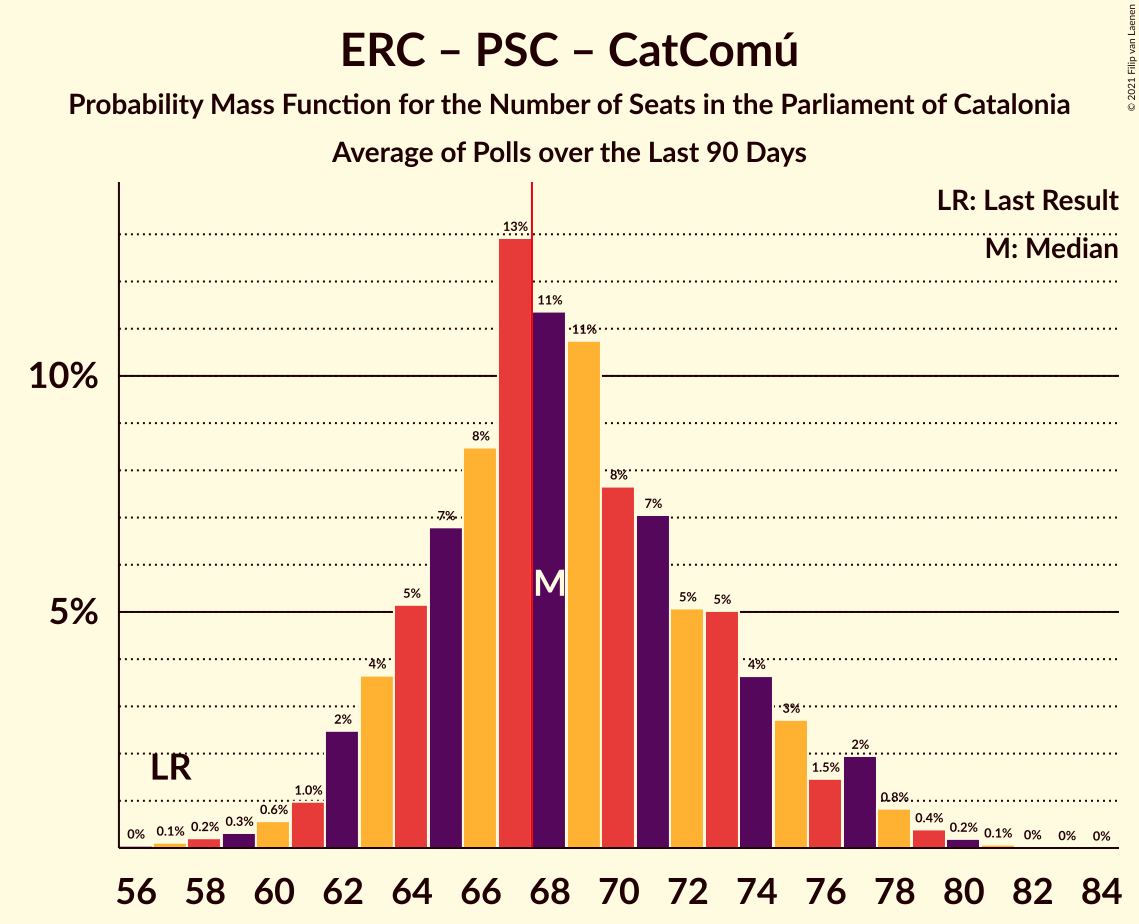 ERC – PSC – CatComú
Probability Mass Function for the Number of Seats in the Parliament of Catalonia
Average of Polls over the Last 90 Days
© 2021 Filip van Laenen
LR: Last Result
M: Median
10%
5%
LR
M
0% 0.1% 0.2% 0.3% 0.6% 1.0% 2% 4% 5% 7% 8% 13% 11% 11% 8% 7% 5% 5% 4% 3% 1.5% 2% 0.8% 0.4% 0.2% 0.1% 0% 0% 0%
56 58 60 62 64 66 68 70 72 74 76 78 80 82 84